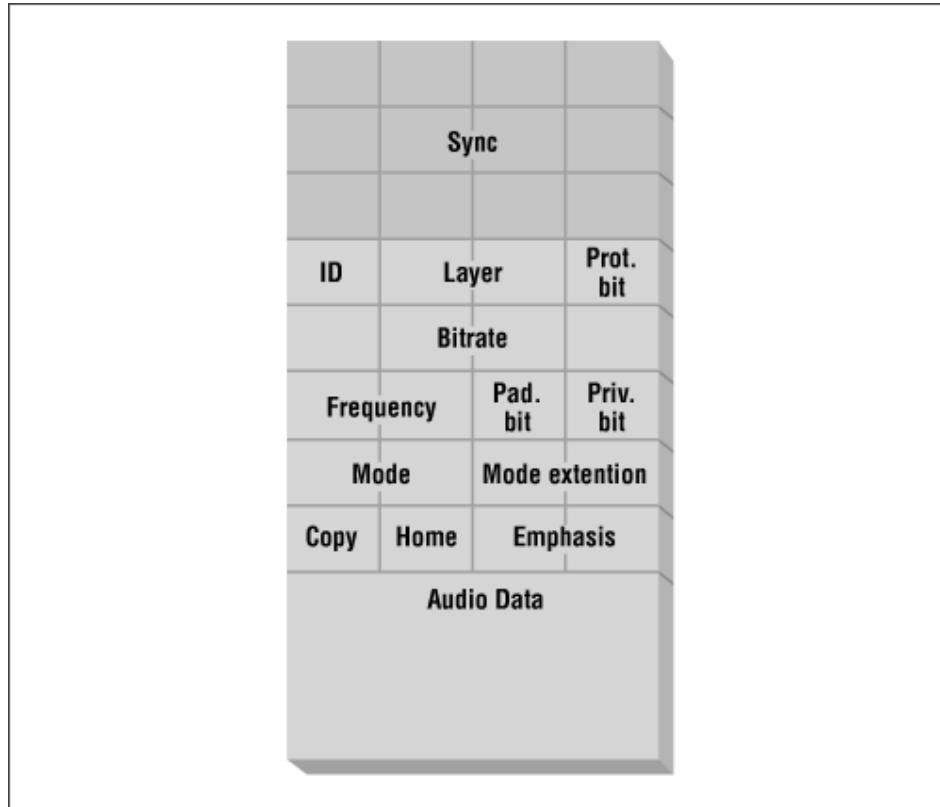 Sync
ID Layer Prot. bit
Bitrate
Frequency Pad. bit Priv. bit
Mode Mode extention
Copy Home Emphasis
Audio Data